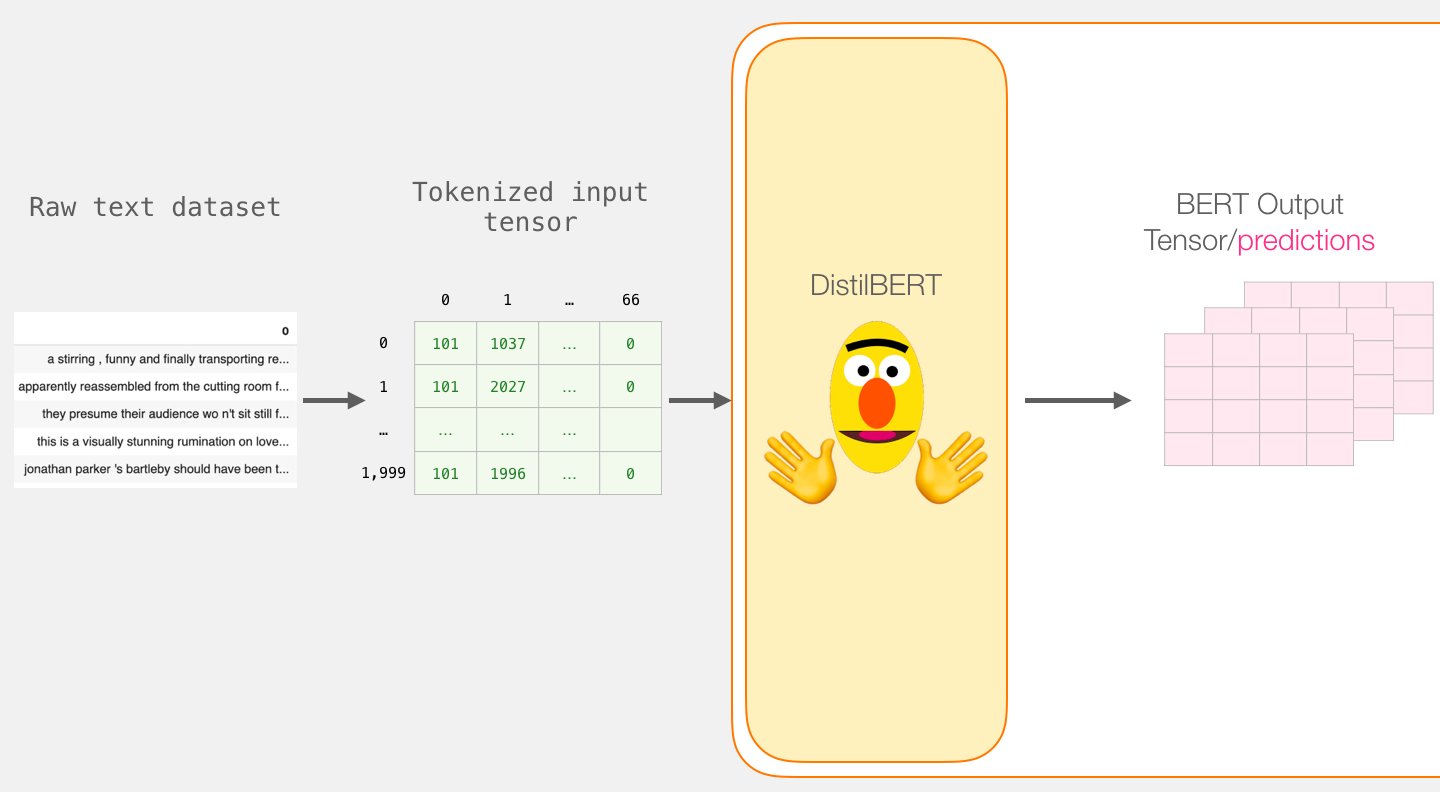 Raw text dataset
0
a stirring , funny and finally transporting re...
apparently reassembled from the cutting room f...
they presume their audience wo n't sit still f...
this is a visually stunning rumination on love...
jonathan parker 's bartleby should have been t...
Tokenized input
tensor
0 1 … 66
0 101 1037 … 0
1 101 2027 … 0
… … … …
1,999 101 1996 … 0
DistilBERT
BERT Output
Tensor/predictions